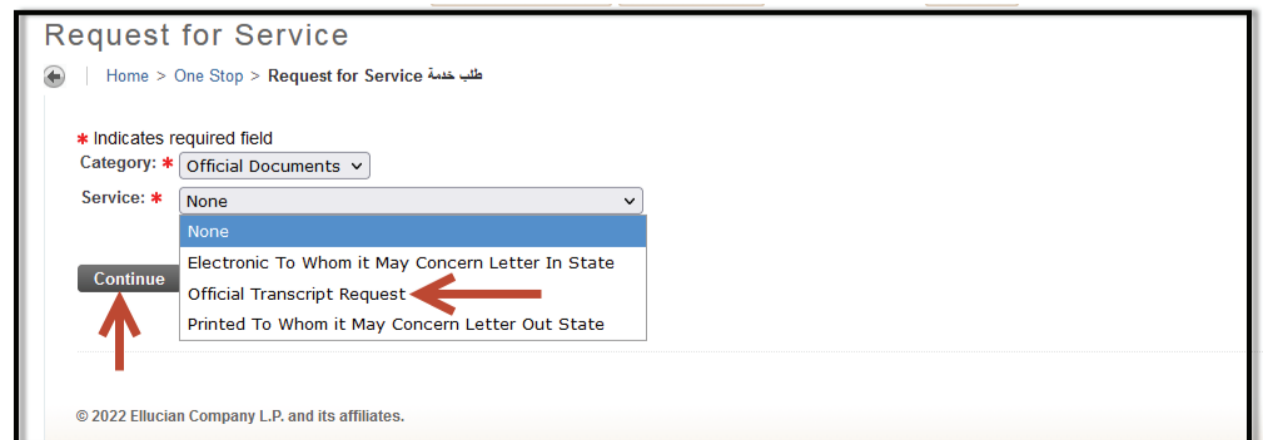 Request for Service
Home > One Stop > Request for Service طلب خدمة
* Indicates required field
Category: * Official Documents
Service: * None
None
Electronic To Whom it May Concern Letter In State
Continue
Official Transcript Request
Printed To Whom it May Concern Letter Out State
© 2022 Ellucian Company L.P. and its affiliates.